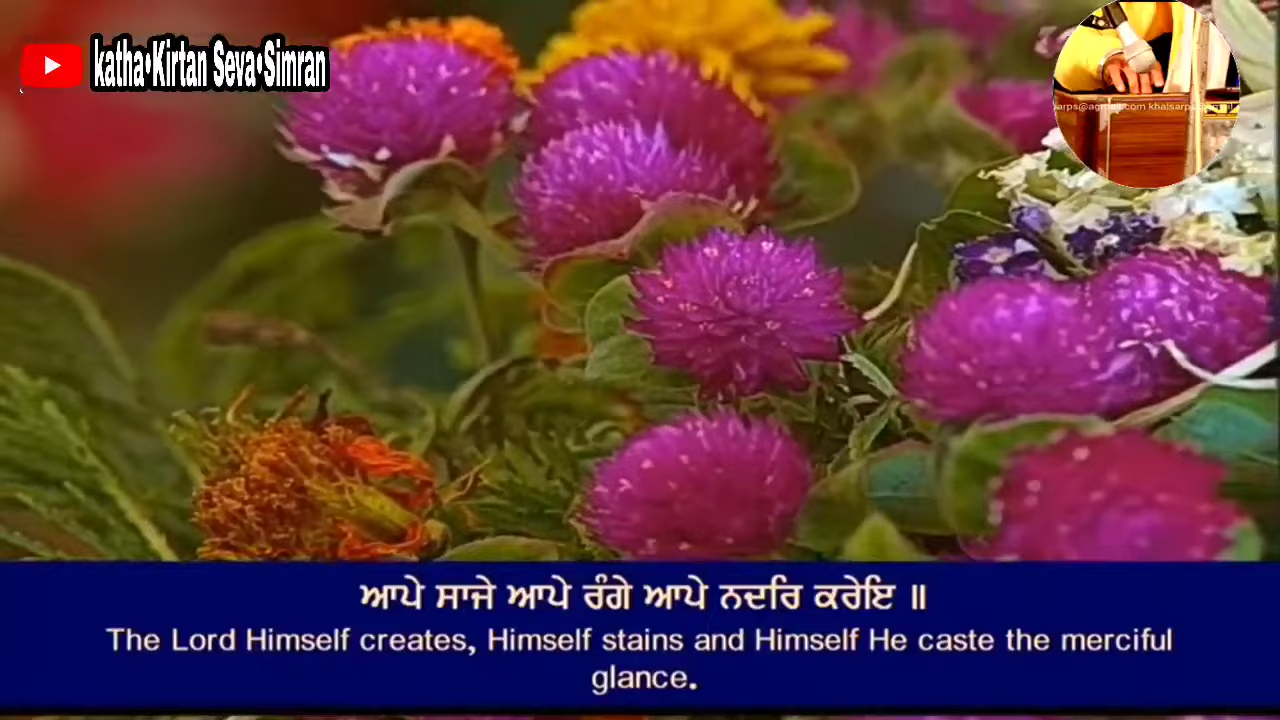 katha•Kirtan Seva•Simran
ਆਪੇ ਸਾਜੇ ਆਪੇ ਰੰਗੇ ਆਪੇ ਨਦਰਿ ਕਰੇਇ ॥
The Lord Himself creates, Himself stains and Himself He caste the merciful
glance.